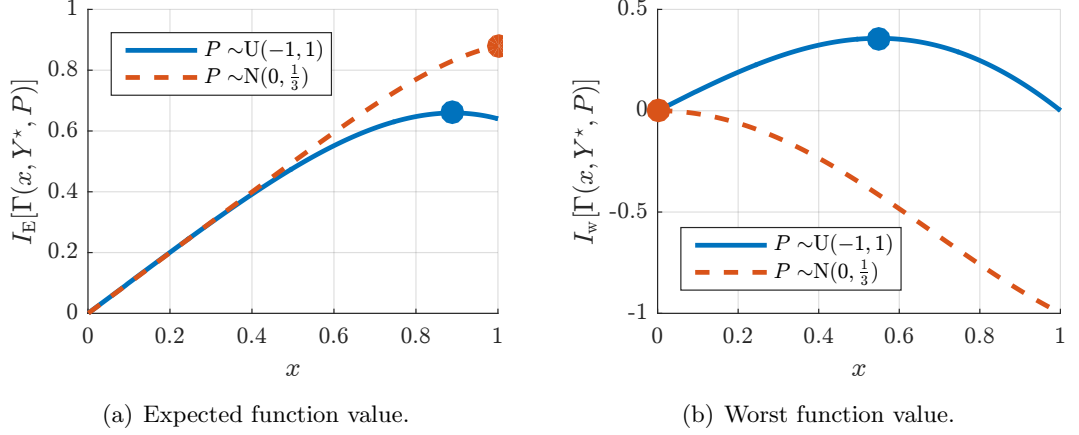 1
0.8
0.6
0.4
0.2
0
I_E[Γ(x, Y⋆, P)]
P ∼U(−1, 1)
P ∼N(0, 1/3)
0 0.2 0.4 0.6 0.8 1
x
(a) Expected function value.
0.5
0
-0.5
-1
I_w[Γ(x, Y⋆, P)]
P ∼U(−1, 1)
P ∼N(0, 1/3)
0 0.2 0.4 0.6 0.8 1
x
(b) Worst function value.